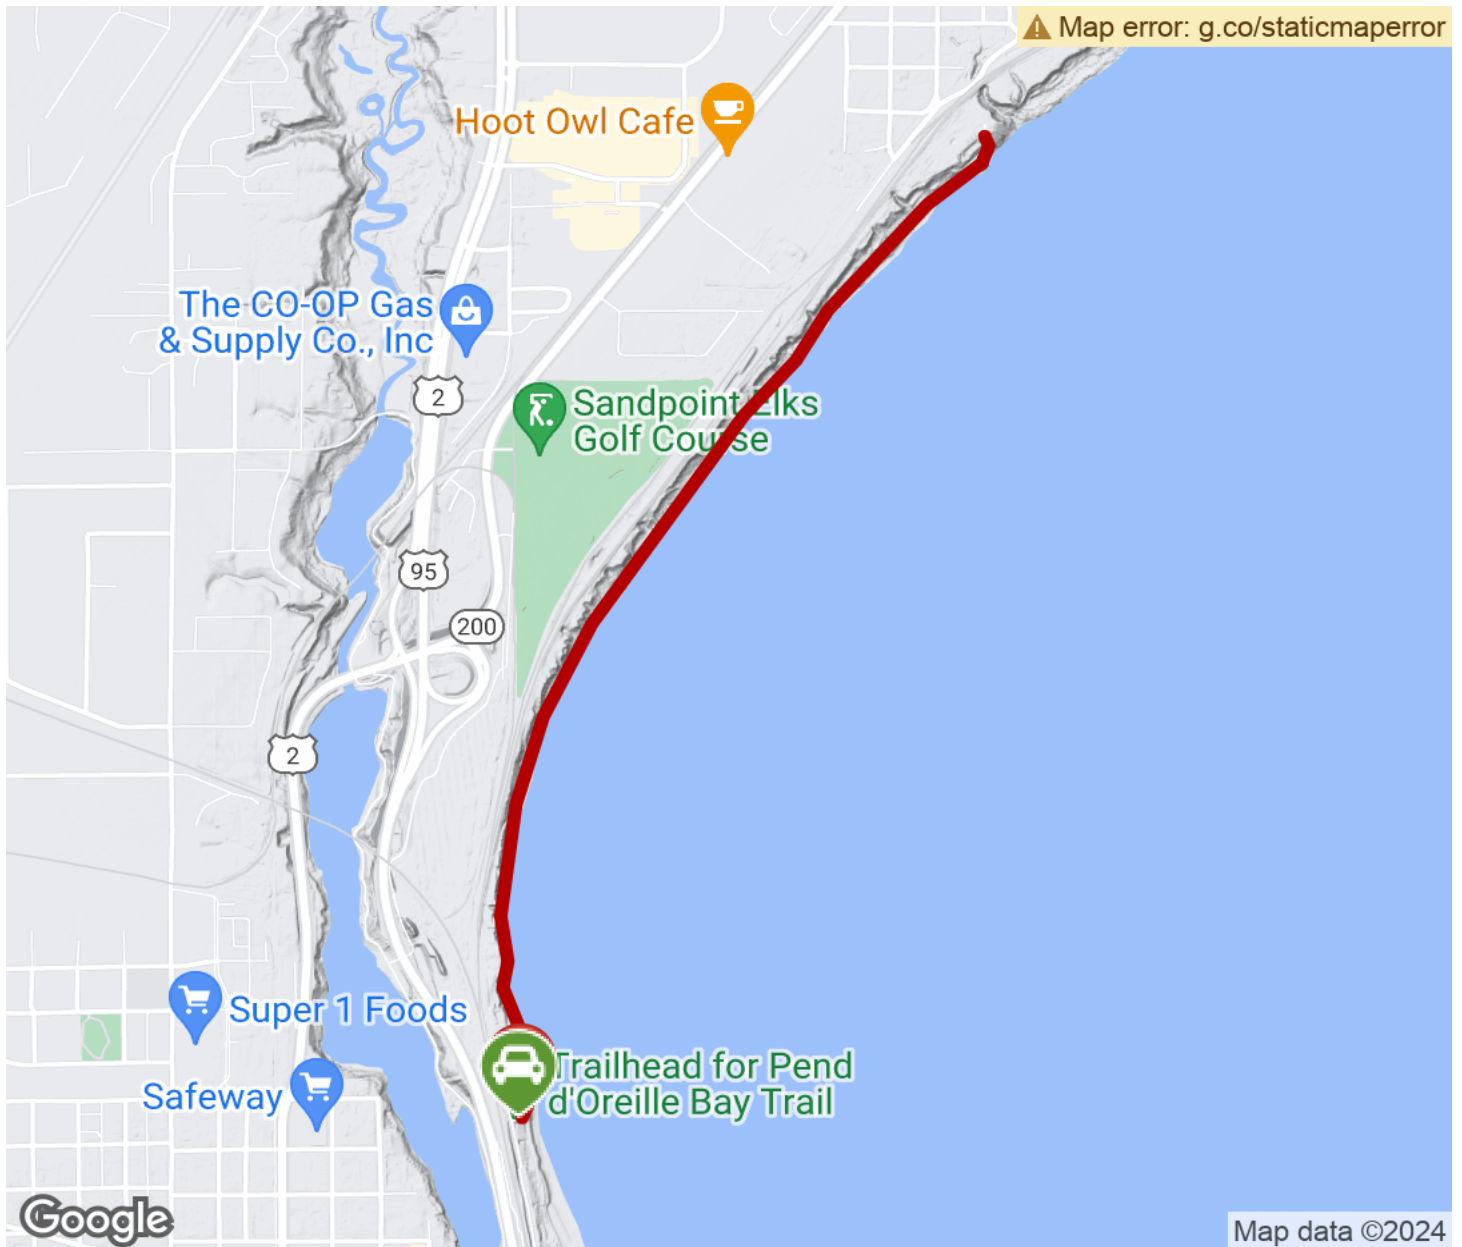 Map error: g.co/staticmaperror
Hoot Owl Cafe
The CO-OP Gas
& Supply Co., Inc
2
Sandpoint Elks
Golf Course
95
200
2
Super 1 Foods
Trailhead for Pend
d'Oreille Bay Trail
Safeway
Google
Map data ©2024